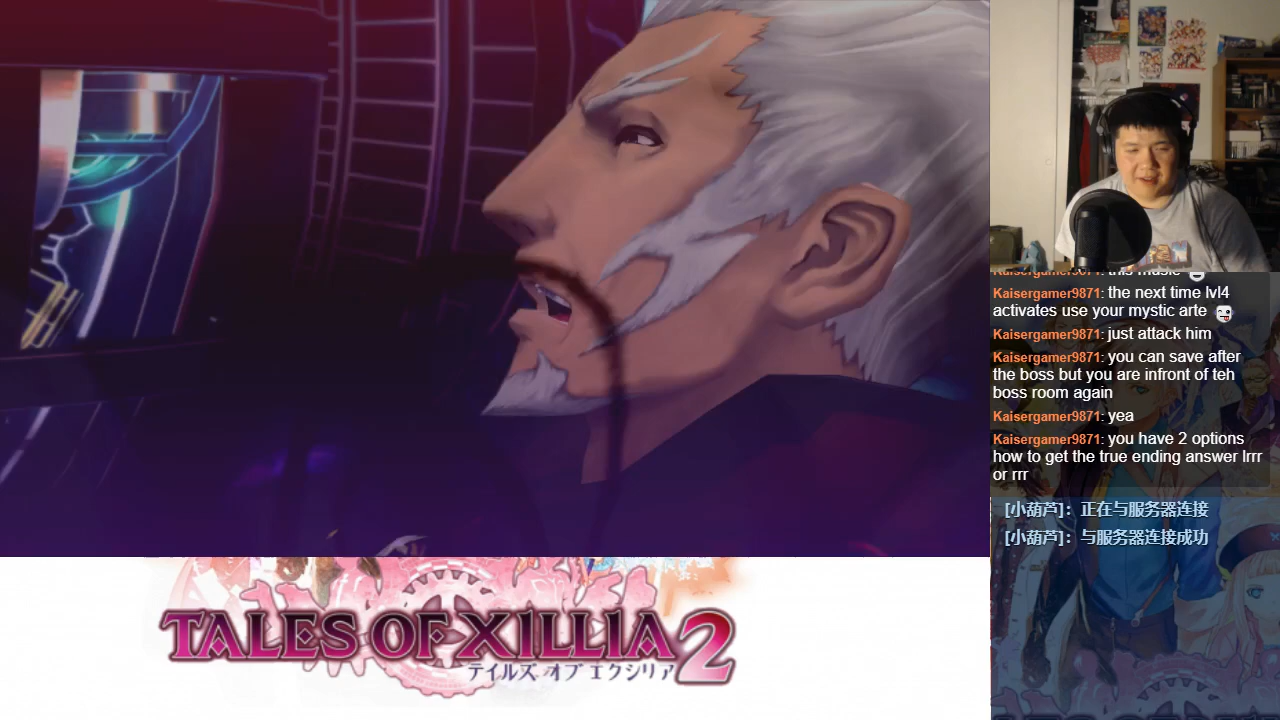 Kaisergamer9871: this music
Kaisergamer9871: the next time lvl4
activates use your mystic arte
Kaisergamer9871: just attack him
Kaisergamer9871: you can save after
the boss but you are infront of teh
boss room again
Kaisergamer9871: yea
Kaisergamer9871: you have 2 options
how to get the true ending answer lrrr
or rrr
[小葫芦]: 正在与服务器连接
[小葫芦]: 与服务器连接成功
TALES OF XILLIA 2
テイルズ オブ エクシリア